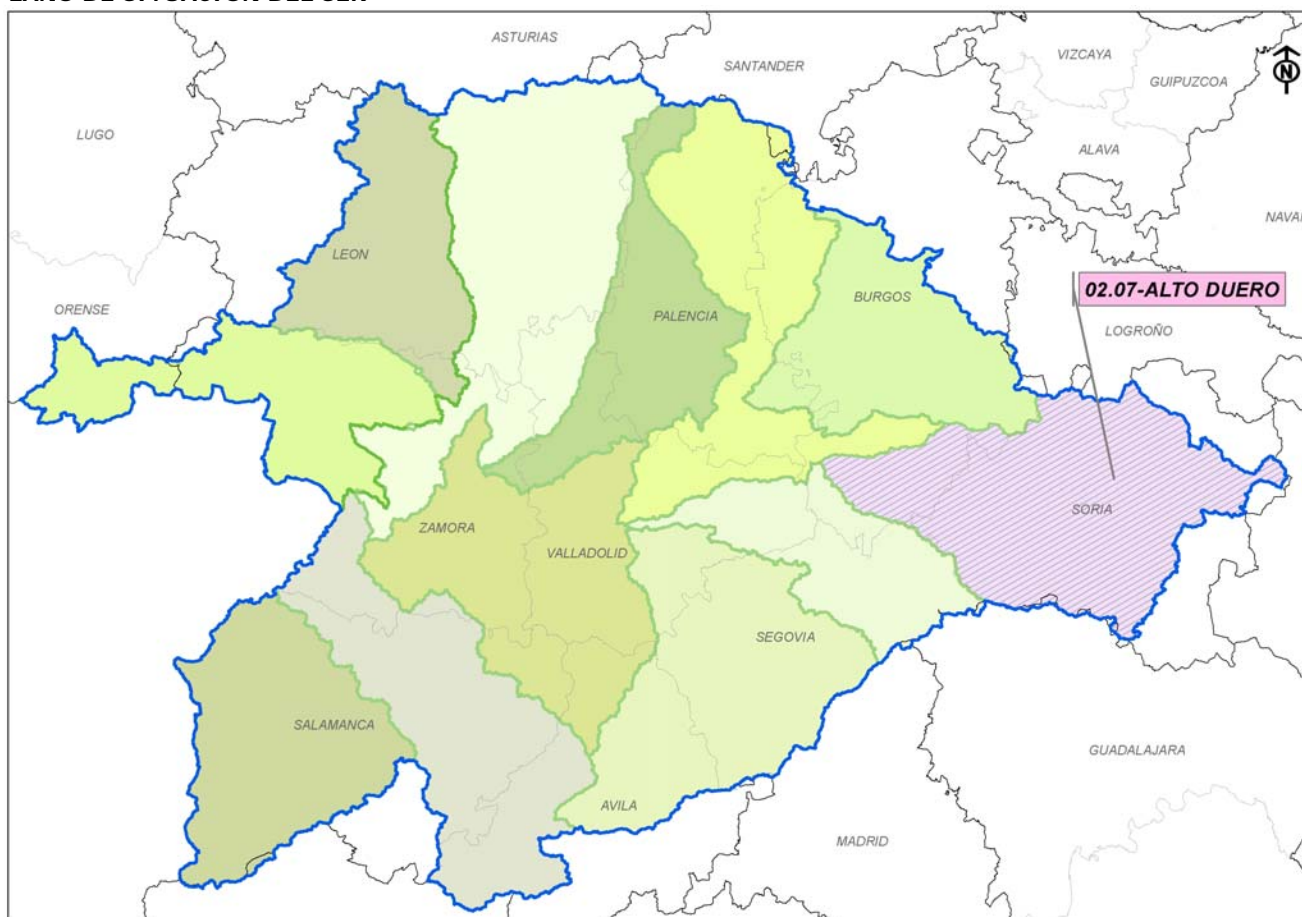 ASTURIAS
SANTANDER
VIZCAYA
GUIPUZCOA
N
LUGO
ALAVA
LEON
02.07-ALTO DUERO
BURGOS
ORENSE
PALENCIA
LOGROÑO
SORIA
ZAMORA
VALLADOLID
SEGOVIA
SALAMANCA
GUADALAJARA
AVILA
MADRID